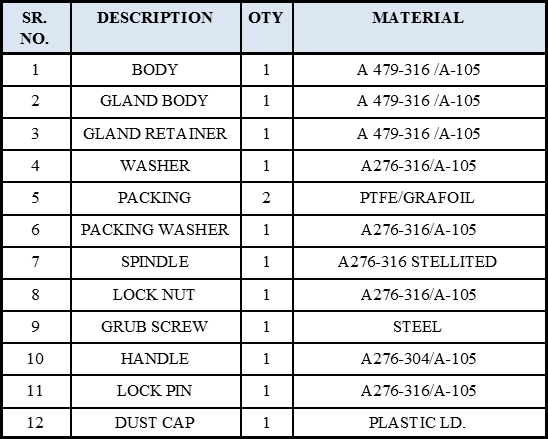 SR. NO. DESCRIPTION OTY MATERIAL
1 BODY 1 A 479-316 /A-105
2 GLAND BODY 1 A 479-316 /A-105
3 GLAND RETAINER 1 A 479-316 /A-105
4 WASHER 1 A276-316/A-105
5 PACKING 2 PTFE/GRAFOIL
6 PACKING WASHER 1 A276-316/A-105
7 SPINDLE 1 A276-316 STELLITED
8 LOCK NUT 1 A276-316/A-105
9 GRUB SCREW 1 STEEL
10 HANDLE 1 A276-304/A-105
11 LOCK PIN 1 A276-316/A-105
12 DUST CAP 1 PLASTIC LD.